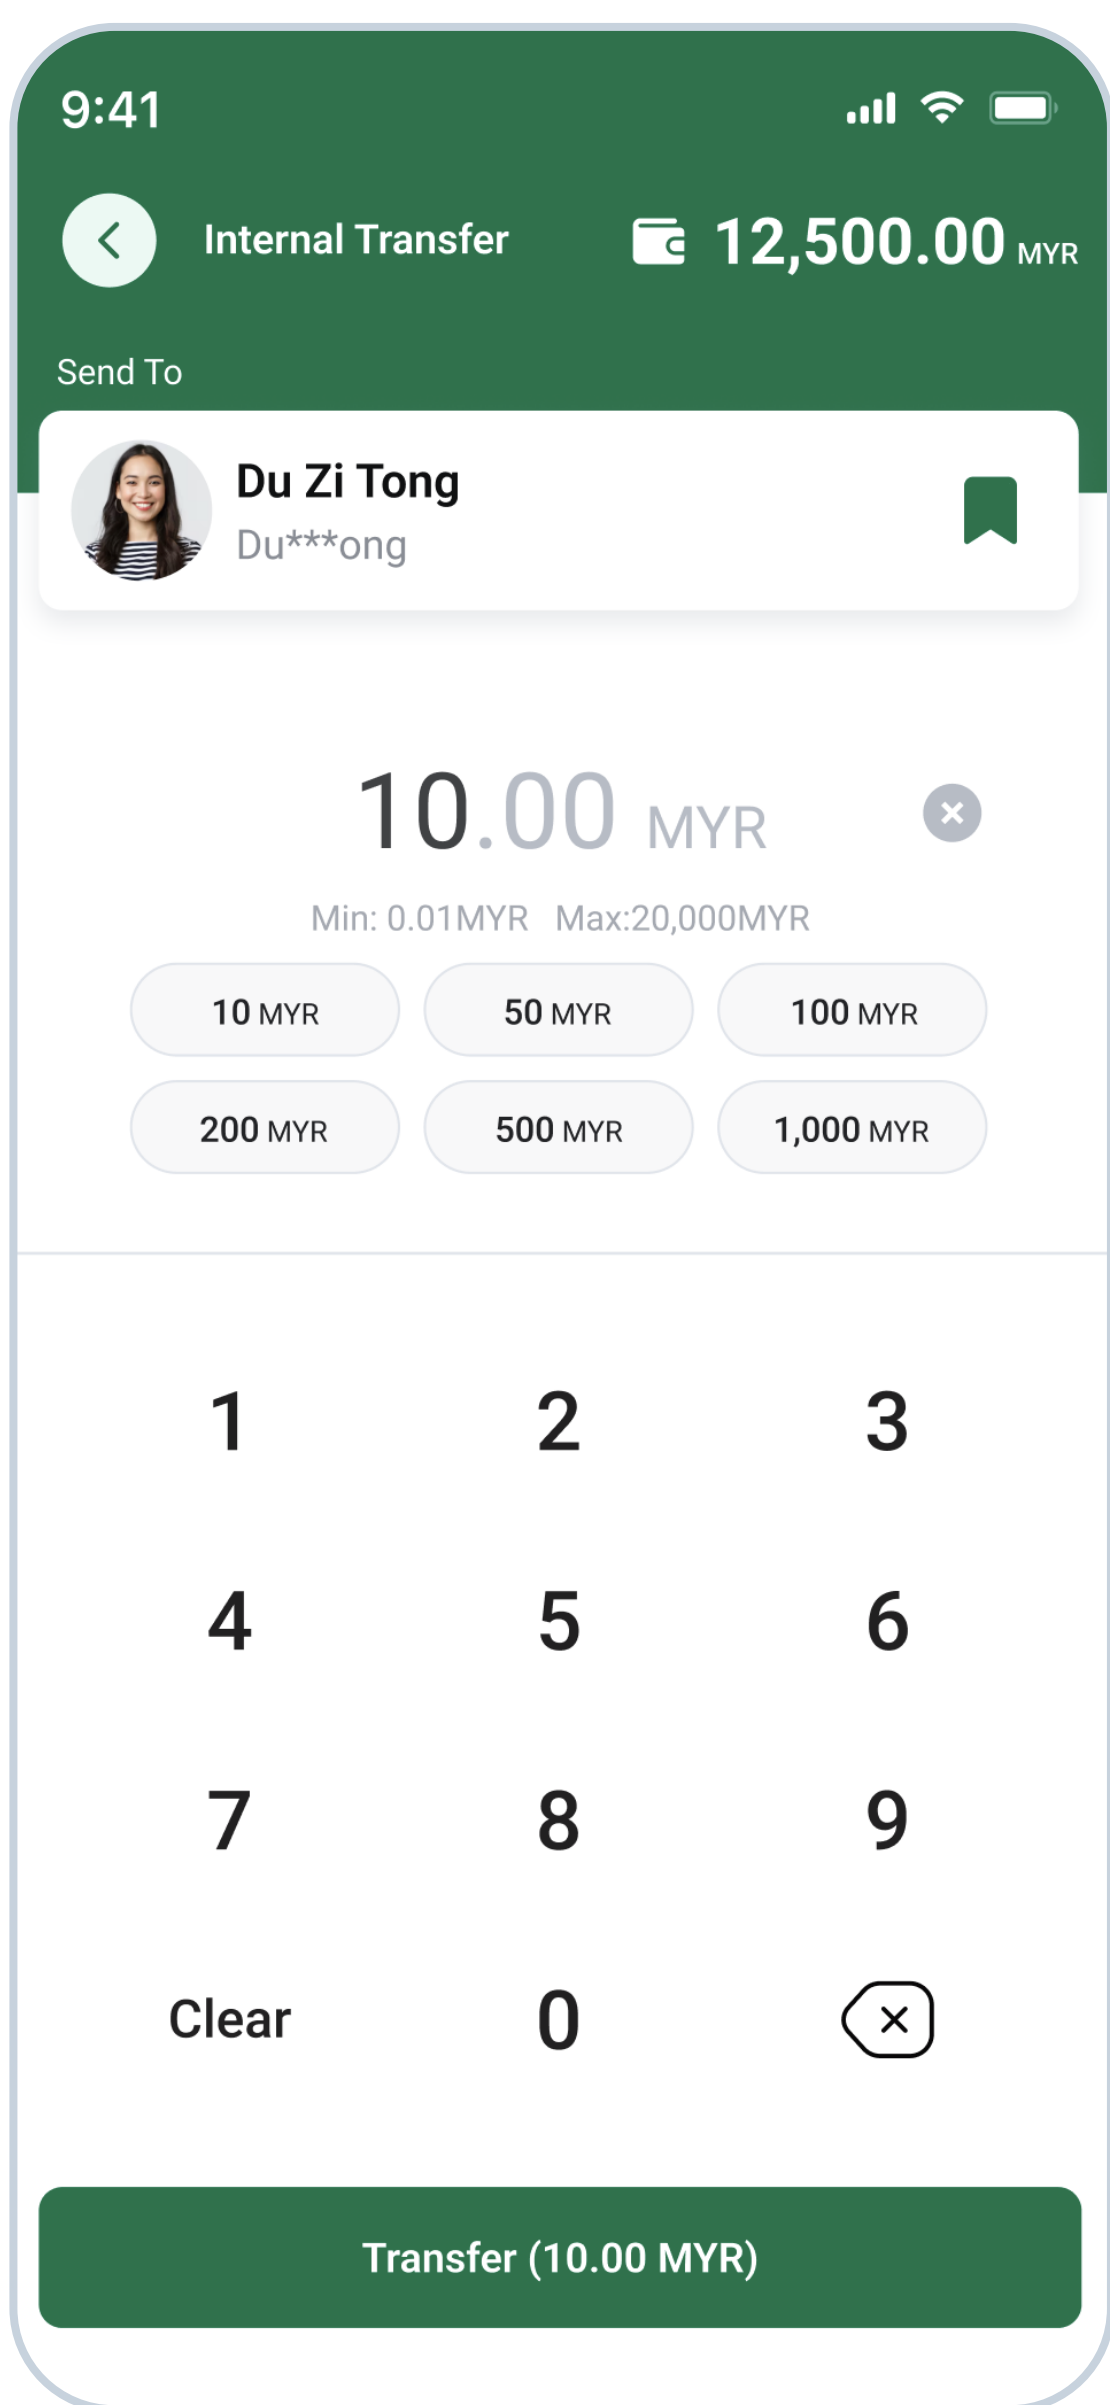 9:41
Internal Transfer
12,500.00 MYR
Send To
Du Zi Tong
Du***ong
10.00 MYR
Min: 0.01MYR Max:20,000MYR
10 MYR
50 MYR
100 MYR
200 MYR
500 MYR
1,000 MYR
1
2
3
4
5
6
7
8
9
Clear
0
Transfer (10.00 MYR)